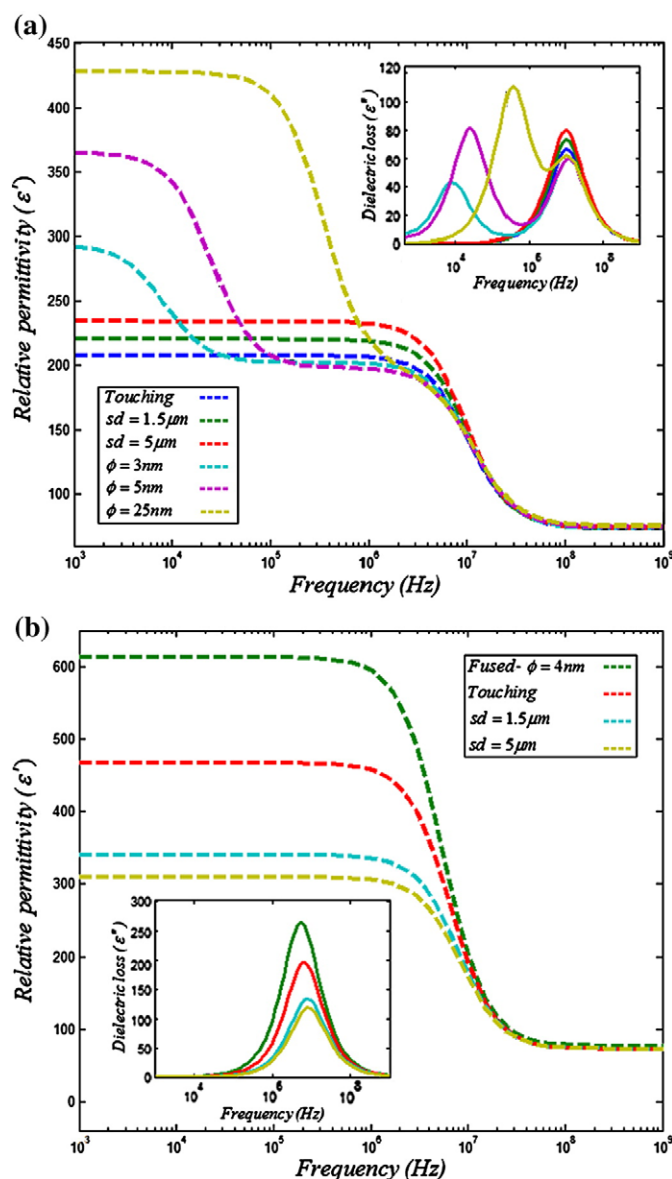 (a)
450
400
350
300
250
200
150
100
Relative permittivity (ε')
10³ 10⁴ 10⁵ 10⁶ 10⁷ 10⁸ 10⁹
Frequency (Hz)
Touching
sd = 1.5μm
sd = 5μm
ϕ = 3nm
ϕ = 5nm
ϕ = 25nm
120
100
80
60
40
20
0
Dielectric loss (ε")
10⁴ 10⁶ 10⁸
Frequency (Hz)
(b)
600
500
400
300
200
100
0
Relative permittivity (ε')
10³ 10⁴ 10⁵ 10⁶ 10⁷ 10⁸ 10⁹
Frequency (Hz)
Fused- ϕ = 4nm
Touching
sd = 1.5μm
sd = 5μm
300
250
200
150
100
50
0
Dielectric loss (ε")
10⁴ 10⁶ 10⁸
Frequency (Hz)